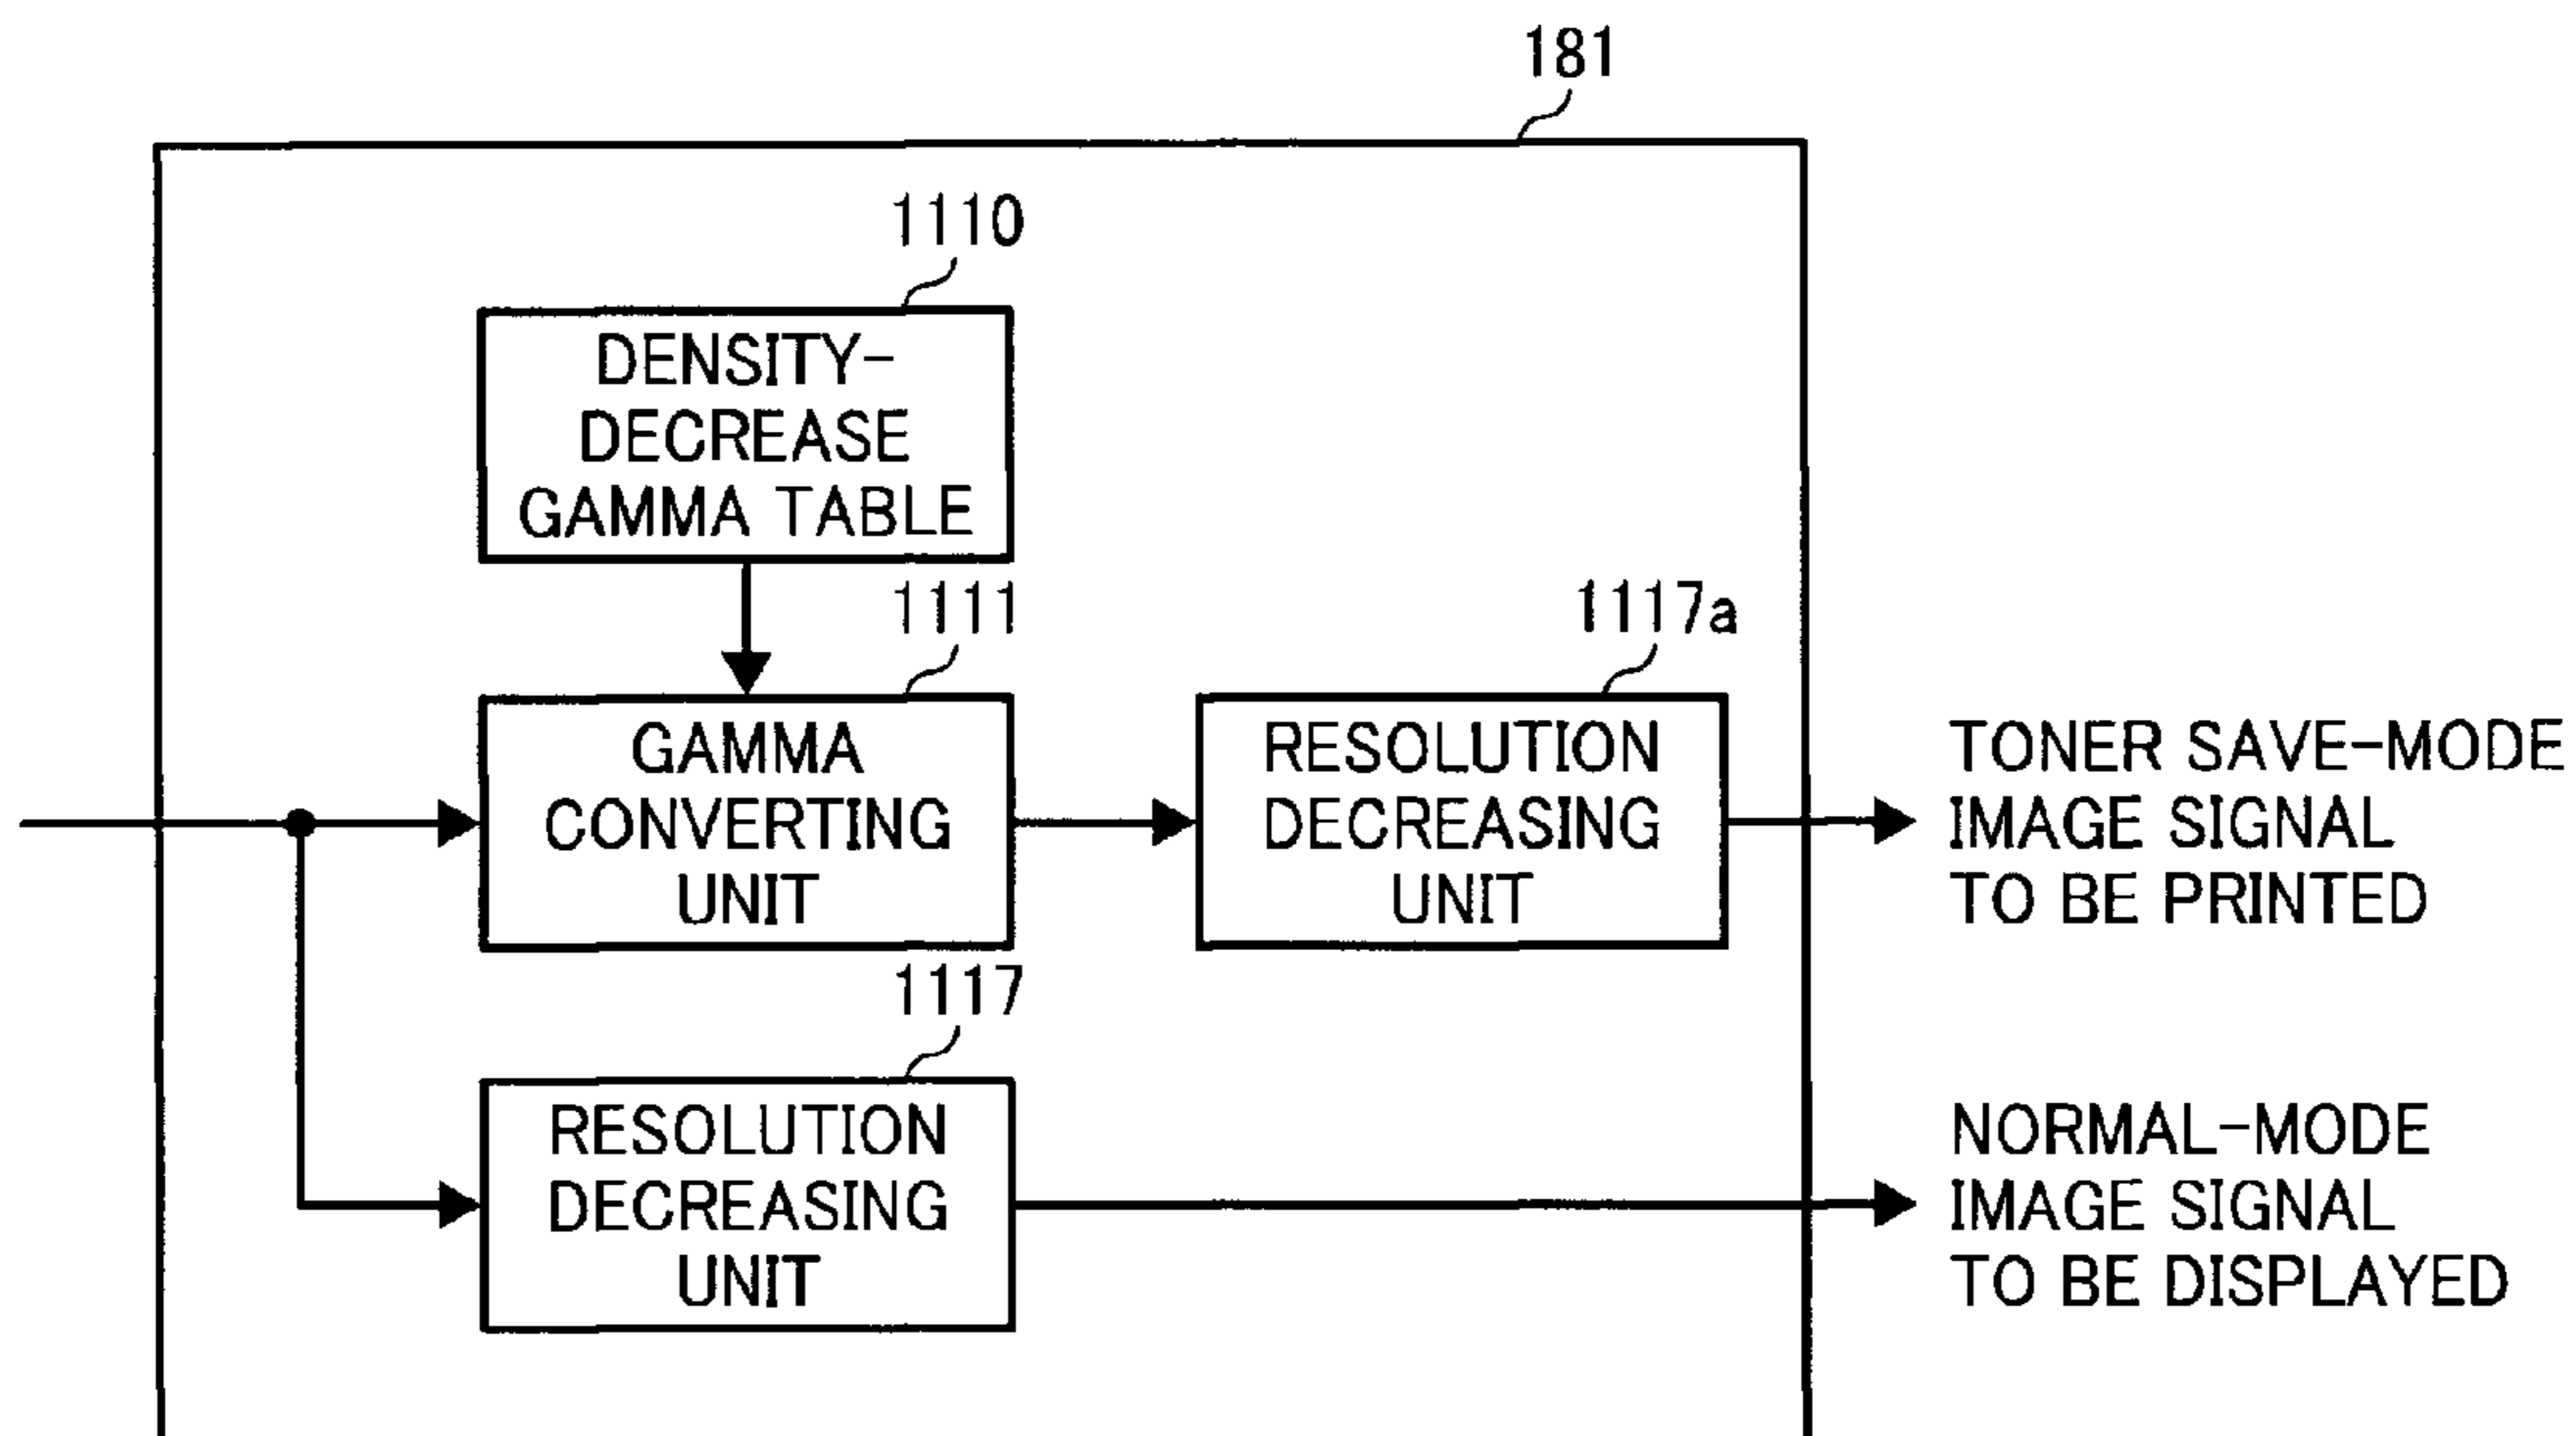 181
1110
DENSITY-
DECREASE
GAMMA TABLE
1111
GAMMA
CONVERTING
UNIT
1117a
RESOLUTION
DECREASING
UNIT
TONER SAVE-MODE
IMAGE SIGNAL
TO BE PRINTED
1117
RESOLUTION
DECREASING
UNIT
NORMAL-MODE
IMAGE SIGNAL
TO BE DISPLAYED